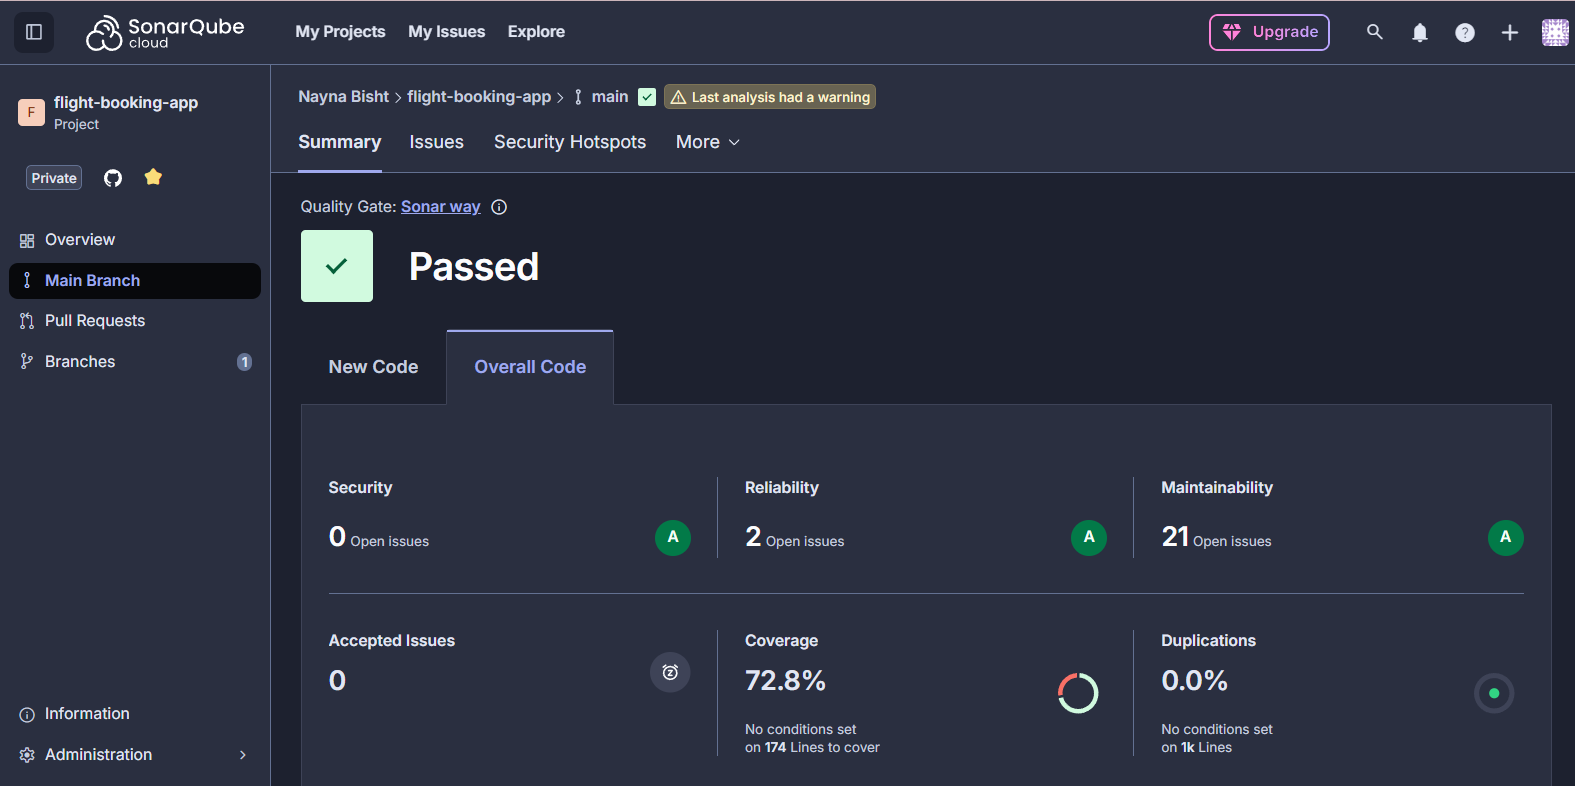 SonarQube cloud
My Projects My Issues Explore
Upgrade
F
flight-booking-app
Project
Private
Overview
Main Branch
Pull Requests
Branches 1
Information
Administration
Nayna Bisht > flight-booking-app > main Last analysis had a warning
Summary Issues Security Hotspots More
Quality Gate: Sonar way
Passed
New Code Overall Code
Security
0 Open issues A
Reliability
2 Open issues A
Maintainability
21 Open issues A
Accepted Issues
0
Coverage
72.8%
No conditions set
on 174 Lines to cover
Duplications
0.0%
No conditions set
on 1k Lines